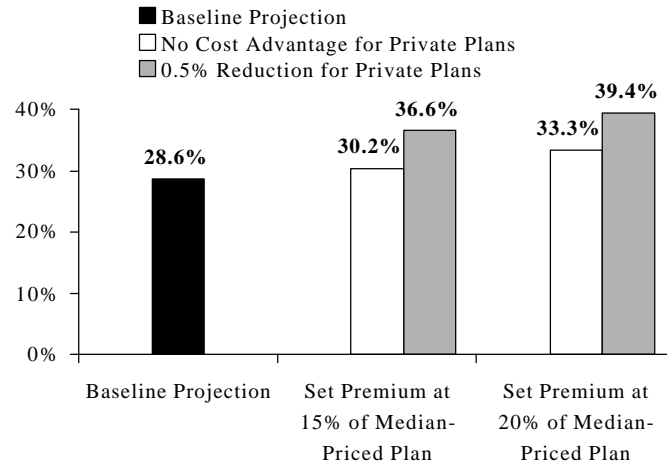 Baseline Projection
No Cost Advantage for Private Plans
0.5% Reduction for Private Plans
40%
30%
20%
10%
0%
28.6%
30.2%
36.6%
33.3%
39.4%
Baseline Projection
Set Premium at
15% of Median-
Priced Plan
Set Premium at
20% of Median-
Priced Plan